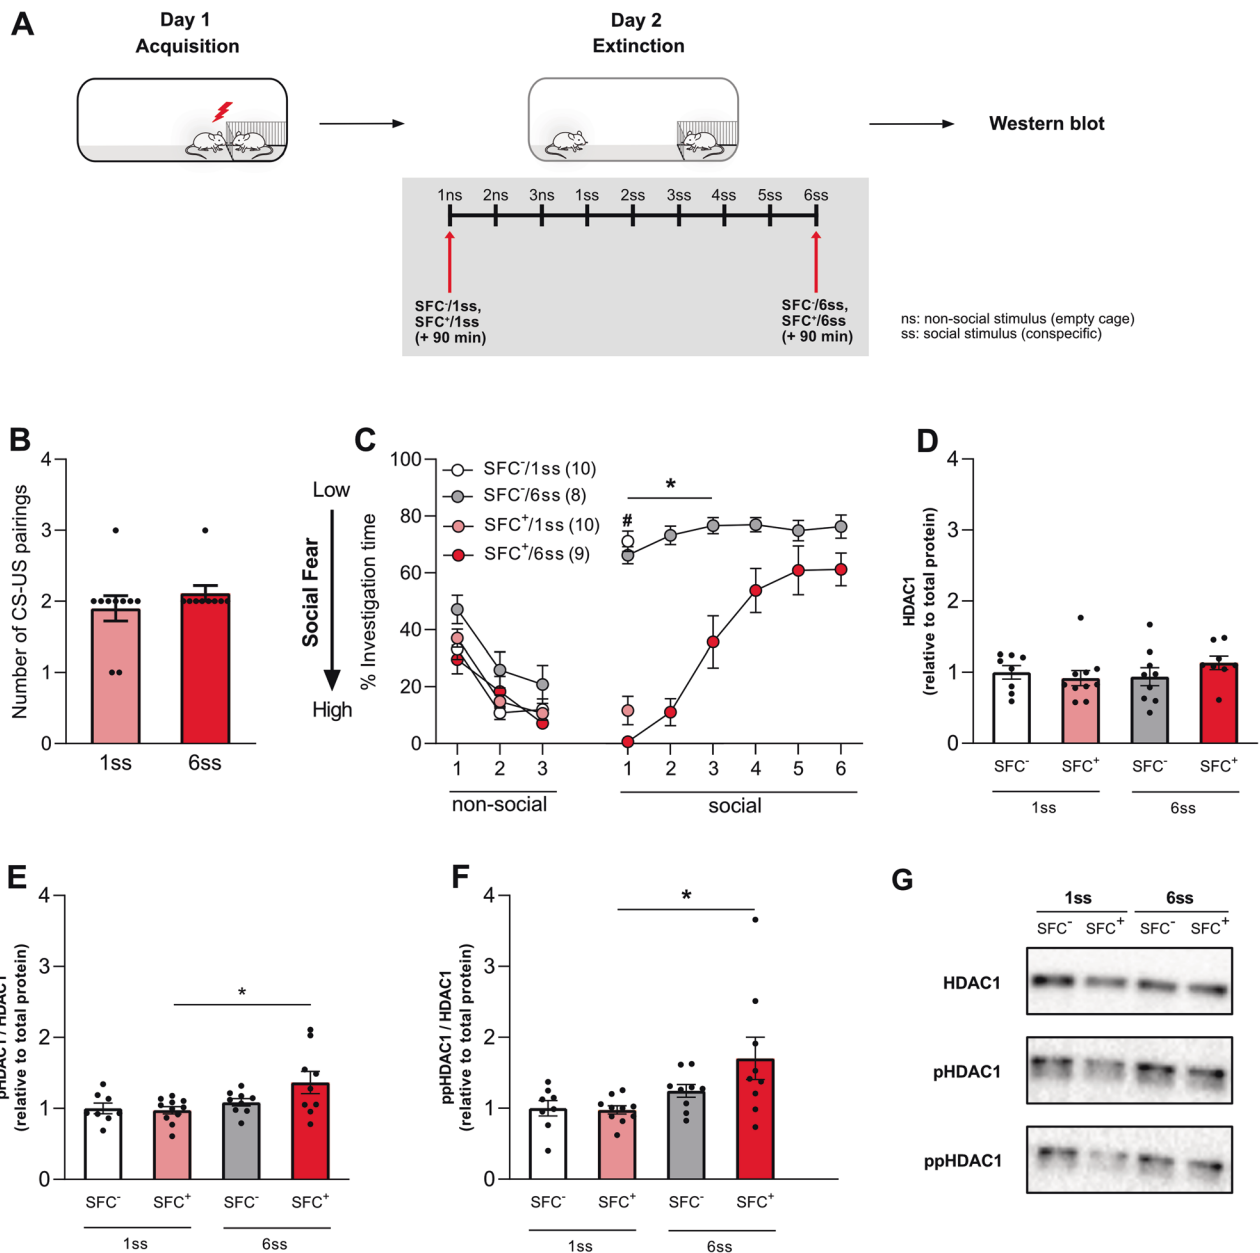 A
Day 1
Acquisition
Day 2
Extinction
Western blot
1ns 2ns 3ns 1ss 2ss 3ss 4ss 5ss 6ss
SFC-/1ss,
SFC+/1ss
(+ 90 min)
SFC-/6ss,
SFC+/6ss
(+ 90 min)
ns: non-social stimulus (empty cage)
ss: social stimulus (conspecific)
B
Number of CS-US pairings
4
3
2
1
0
1ss 6ss
Low
Social Fear
High
C
% Investigation time
100
80
60
40
20
0
SFC-/1ss (10)
SFC-/6ss (8)
SFC+/1ss (10)
SFC+/6ss (9)
*
#
1 2 3 1 2 3 4 5 6
non-social social
D
HDAC1
(relative to total protein)
4
3
2
1
0
SFC- SFC+ SFC- SFC+
1ss 6ss
E
pHDAC1 / HDAC1
(relative to total protein)
4
3
2
1
0
*
SFC- SFC+ SFC- SFC+
1ss 6ss
F
ppHDAC1 / HDAC1
(relative to total protein)
4
3
2
1
0
*
SFC- SFC+ SFC- SFC+
1ss 6ss
G
1ss 6ss
SFC- SFC+ SFC- SFC+
HDAC1
pHDAC1
ppHDAC1